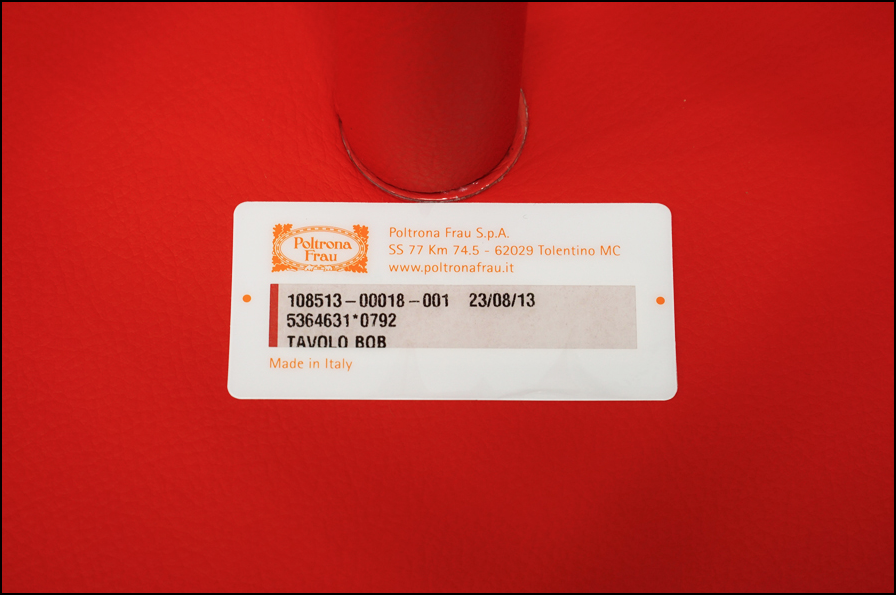 Poltrona
Frau
Poltrona Frau S.p.A.
SS 77 Km 74.5 - 62029 Tolentino MC
www.poltronafrau.it
108513-00018-001 23/08/13
5364631*0792
TAVOLO BOB
Made in Italy